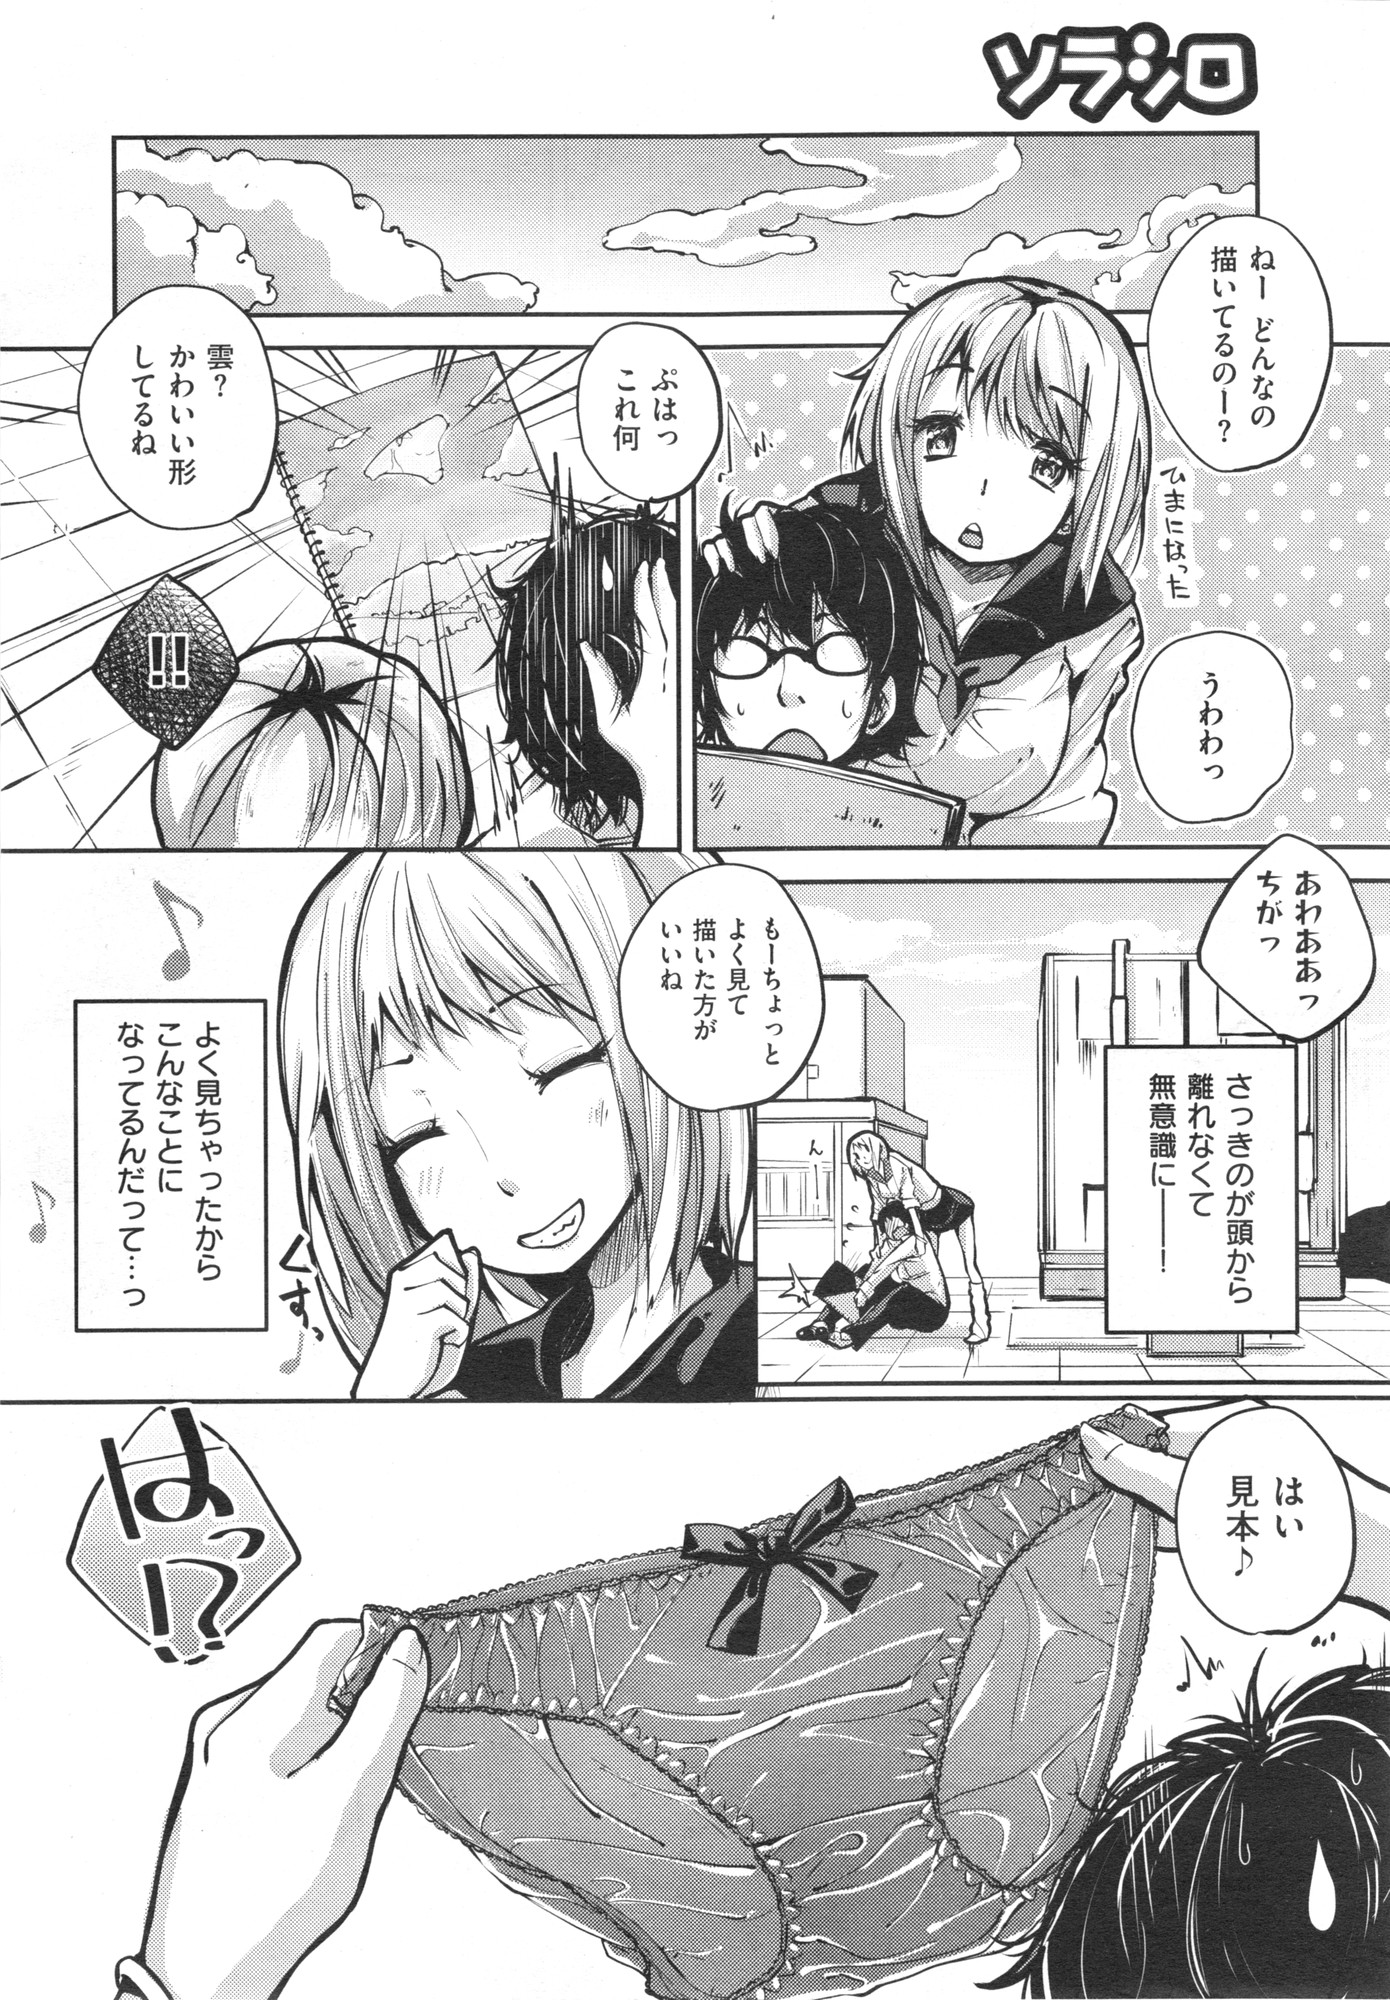 ソラシロ
ねー どんなの
描いてるのー?
ひまになった
うわわっ
ぷはっ
これ何
雲?
かわいい形
してるね
!!
あわああっ
ちがっ
さっきのが頭から
離れなくて
無意識に――!
ん
もーちょっと
よく見て
描いた方が
いいね
くすっ
よく見ちゃったから
こんなことに
なってるんだって…っ
はい
見本♪
はっ!?